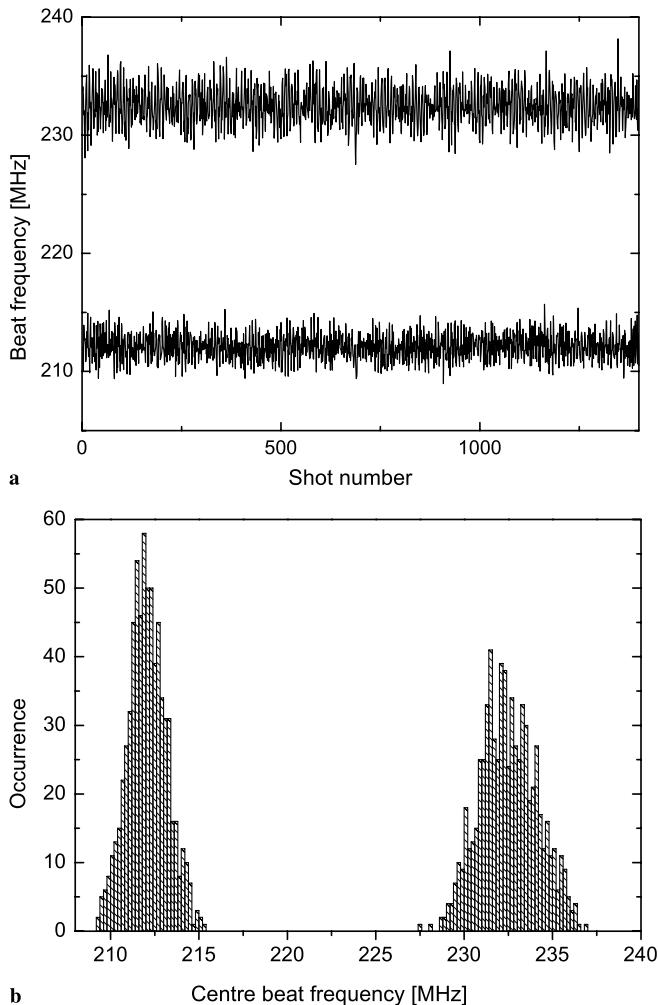 240
230
220
210
Beat frequency [MHz]
0 500 1000
Shot number
a
60
50
40
30
20
10
0
Occurrence
210 215 220 225 230 235 240
Centre beat frequency [MHz]
b